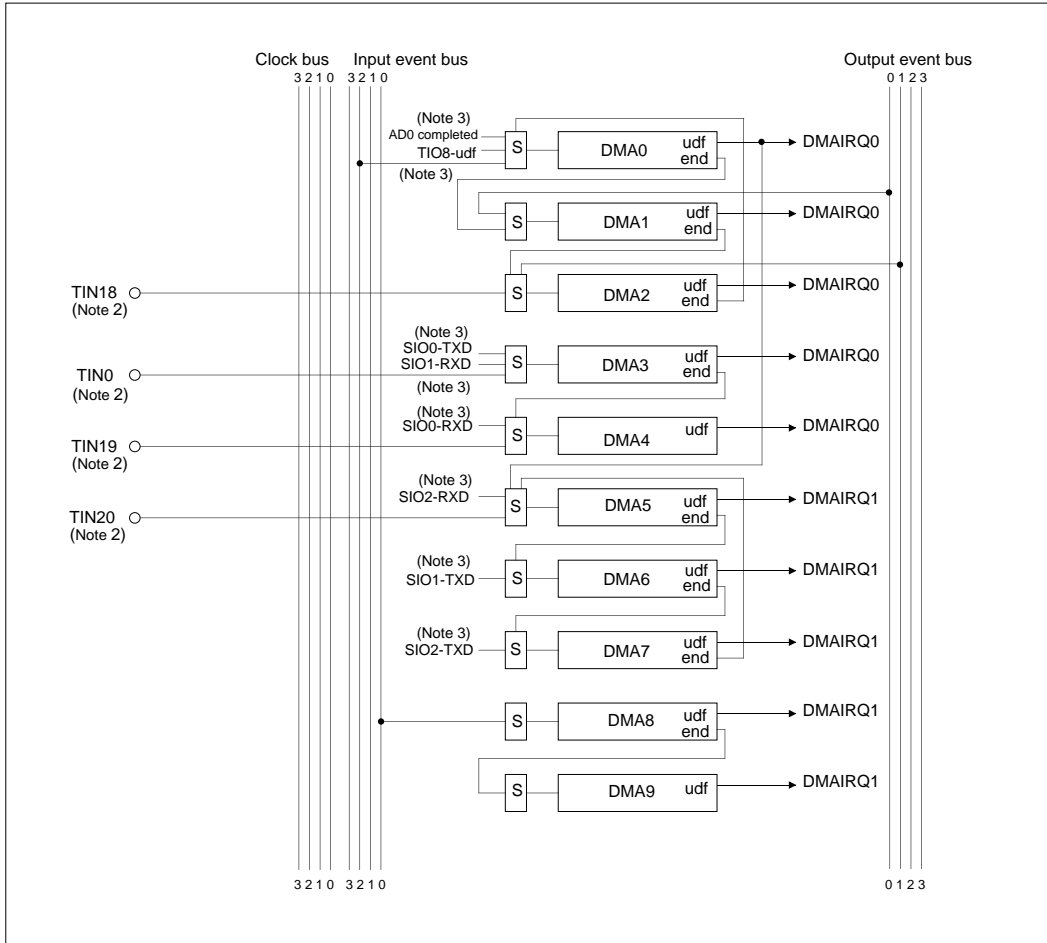 Clock bus Input event bus Output event bus
3 2 1 0 3 2 1 0 0 1 2 3
(Note 3)
AD0 completed
TIO8-udf
(Note 3)
S DMA0 udf end DMAIRQ0
S DMA1 udf end DMAIRQ0
TIN18
(Note 2)
S DMA2 udf end DMAIRQ0
(Note 3)
SIO0-TXD
SIO1-RXD
TIN0
(Note 2)
(Note 3)
S DMA3 udf end DMAIRQ0
(Note 3)
SIO0-RXD
TIN19
(Note 2)
S DMA4 udf DMAIRQ0
(Note 3)
SIO2-RXD
TIN20
(Note 2)
S DMA5 udf end DMAIRQ1
(Note 3)
SIO1-TXD
S DMA6 udf end DMAIRQ1
(Note 3)
SIO2-TXD
S DMA7 udf end DMAIRQ1
S DMA8 udf end DMAIRQ1
S DMA9 udf DMAIRQ1
3 2 1 0 3 2 1 0 0 1 2 3